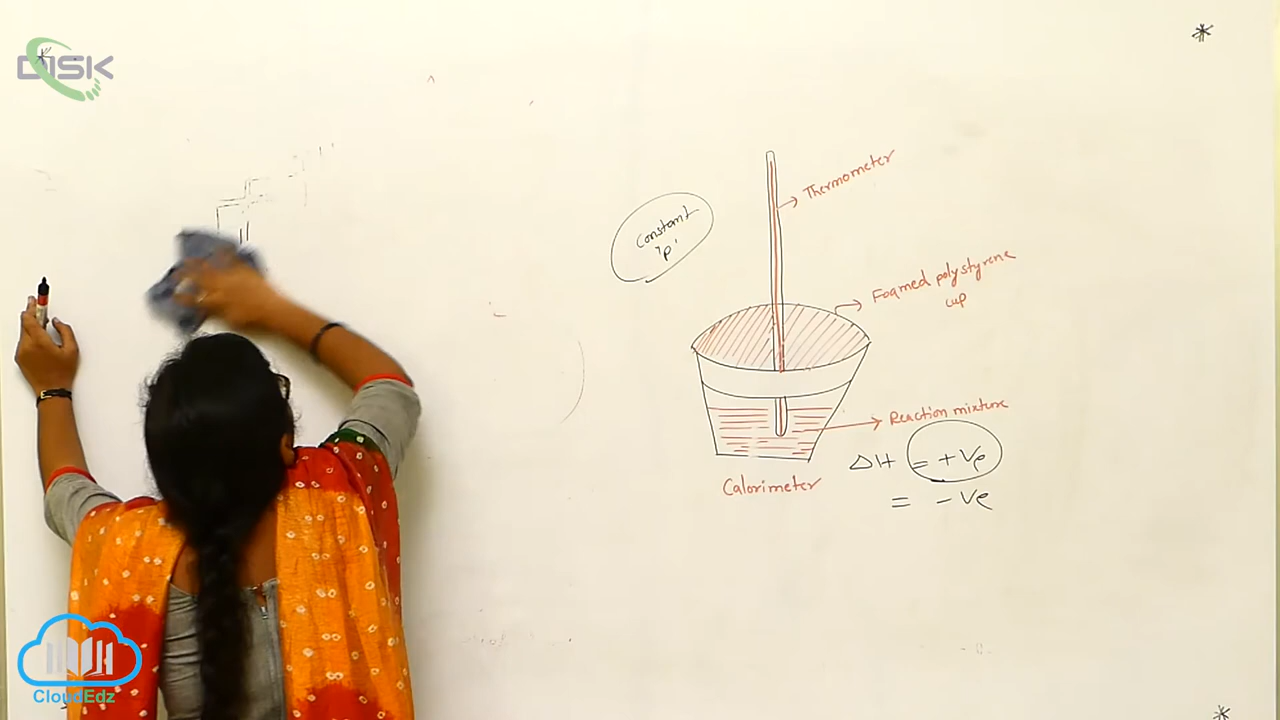 DISK
Thermometer
Constant
'P'
Foamed polystyrene
cup
Reaction mixture
ΔH = +Ve
= -Ve
Calorimeter
CloudEdz